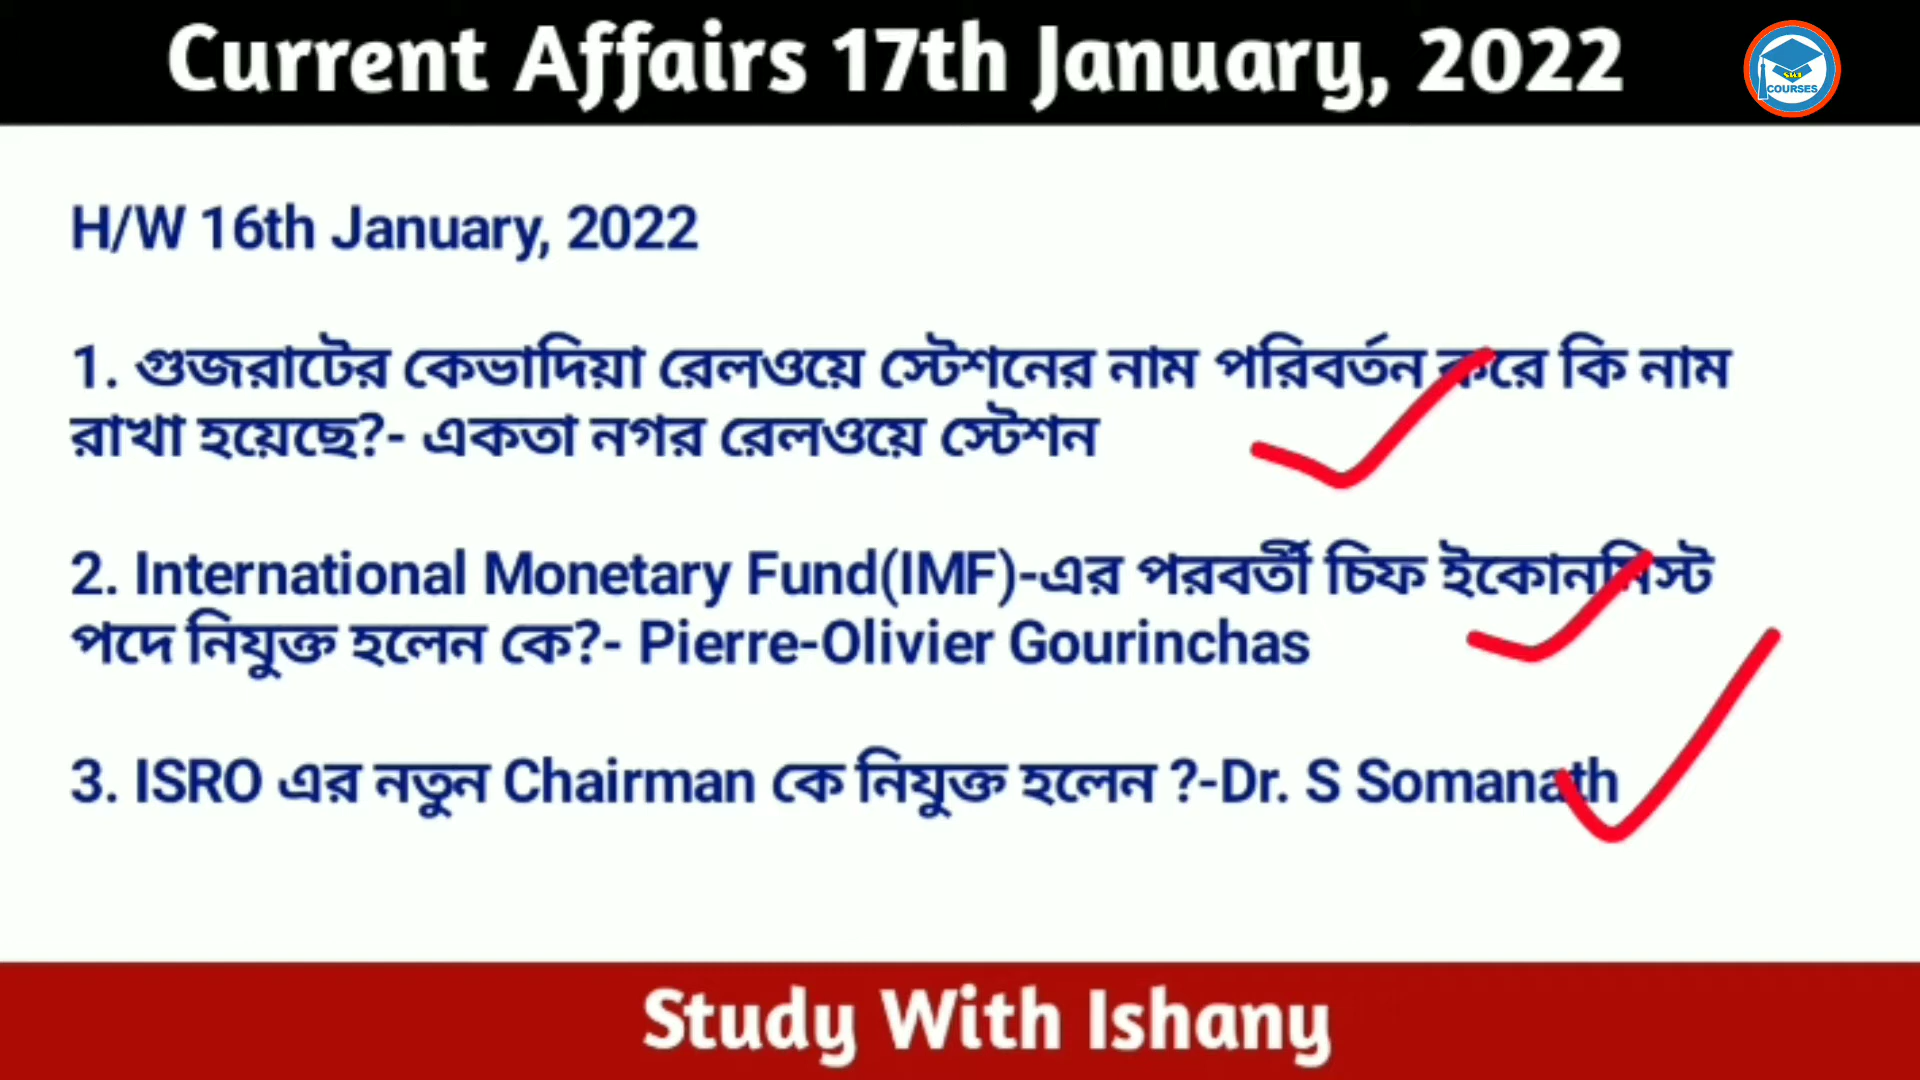 Current Affairs 17th January, 2022
SWI
COURSES
H/W 16th January, 2022
1. গুজরাটের কেভাদিয়া রেলওয়ে স্টেশনের নাম পরিবর্তন করে কি নাম
রাখা হয়েছে?- একতা নগর রেলওয়ে স্টেশন
2. International Monetary Fund(IMF)-এর পরবর্তী চিফ ইকোনমিস্ট
পদে নিযুক্ত হলেন কে?- Pierre-Olivier Gourinchas
3. ISRO এর নতুন Chairman কে নিযুক্ত হলেন ?-Dr. S Somanath
Study With Ishany